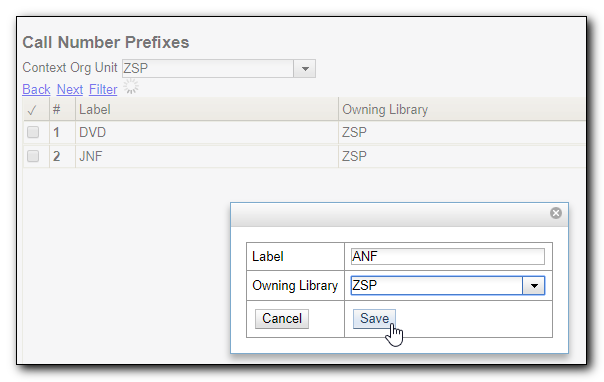 Call Number Prefixes
Context Org Unit ZSP
Back Next Filter
✓ # Label Owning Library
1 DVD ZSP
2 JNF ZSP
Label ANF
Owning Library ZSP
Cancel Save